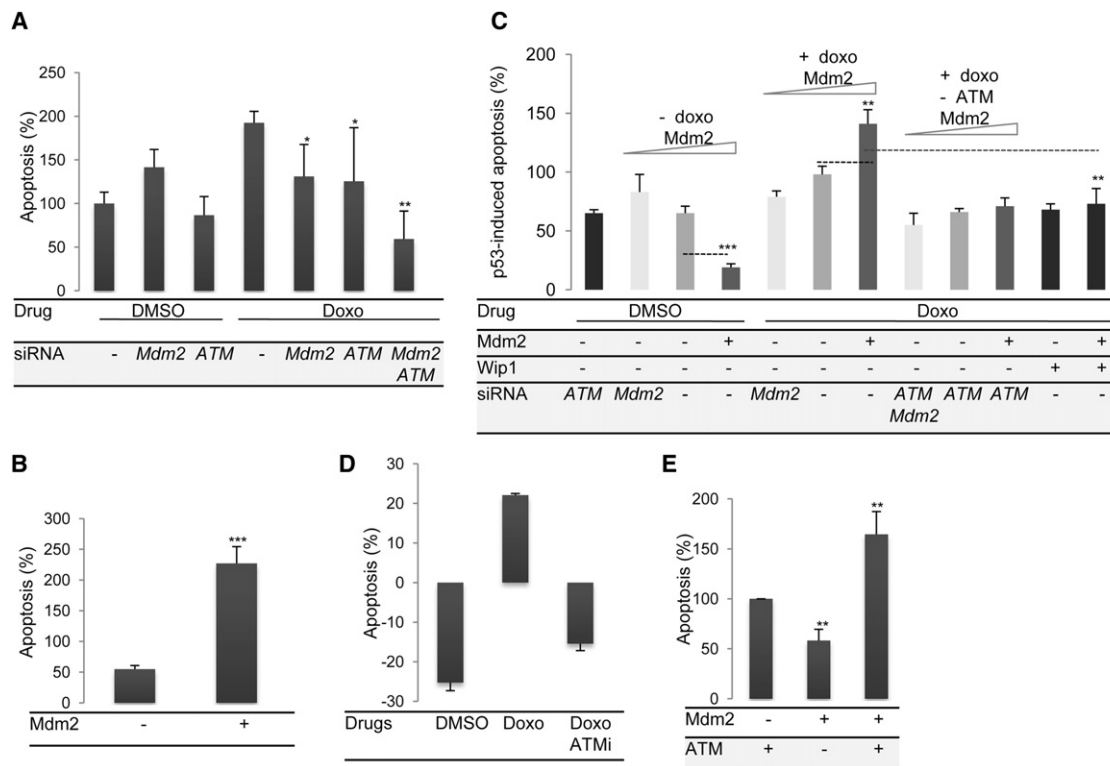 A
Apoptosis (%)
250
200
150
100
50
0
Drug DMSO Doxo
siRNA - Mdm2 ATM - Mdm2 ATM Mdm2
ATM
* * **
C
p53-induced apoptosis (%)
200
150
100
50
0
- doxo
Mdm2
+ doxo
Mdm2
+ doxo
- ATM
Mdm2
*** ** **
Drug DMSO Doxo
Mdm2 - - - + - - + - - + - +
Wip1 - - - - - - - - - - + +
siRNA ATM Mdm2 - - Mdm2 - - ATM ATM ATM - -
Mdm2
B
Apoptosis (%)
300
250
200
150
100
50
0
***
Mdm2 - +
D
Apoptosis (%)
30
20
10
0
-10
-20
-30
Drugs DMSO Doxo Doxo
ATMi
E
Apoptosis (%)
200
150
100
50
0
** **
Mdm2 - + +
ATM + - +